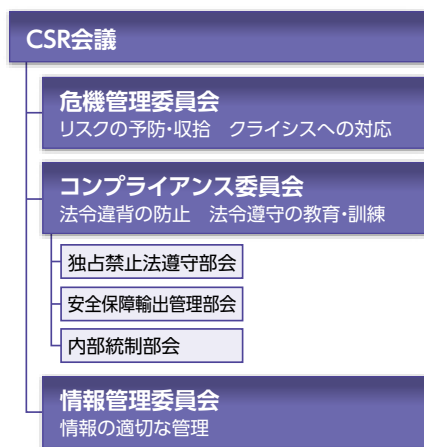 CSR会議
危機管理委員会
リスクの予防・収拾　クライシスへの対応
コンプライアンス委員会
法令違背の防止　法令遵守の教育・訓練
独占禁止法遵守部会
安全保障輸出管理部会
内部統制部会
情報管理委員会
情報の適切な管理